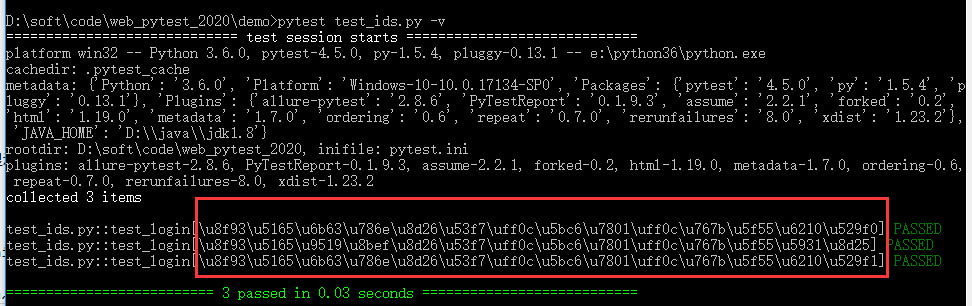 D:\soft\code\web_pytest_2020\demo>pytest test_ids.py -v
============================= test session starts =============================
platform win32 -- Python 3.6.0, pytest-4.5.0, py-1.5.4, pluggy-0.13.1 -- e:\python36\python.exe
cachedir: .pytest_cache
metadata: {'Python': '3.6.0', 'Platform': 'Windows-10-10.0.17134-SP0', 'Packages': {'pytest': '4.5.0', 'py': '1.5.4', 'p
luggy': '0.13.1'}, 'Plugins': {'allure-pytest': '2.8.6', 'PyTestReport': '0.1.9.3', 'assume': '2.2.1', 'forked': '0.2',
'html': '1.19.0', 'metadata': '1.7.0', 'ordering': '0.6', 'repeat': '0.7.0', 'rerunfailures': '8.0', 'xdist': '1.23.2'},
'JAVA_HOME': 'D:\\java\\jdk1.8'}
rootdir: D:\soft\code\web_pytest_2020, inifile: pytest.ini
plugins: allure-pytest-2.8.6, PyTestReport-0.1.9.3, assume-2.2.1, forked-0.2, html-1.19.0, metadata-1.7.0, ordering-0.6,
repeat-0.7.0, rerunfailures-8.0, xdist-1.23.2
collected 3 items
test_ids.py::test_login[\u8f93\u5165\u6b63\u786e\u8d26\u53f7\uff0c\u5bc6\u7801\uff0c\u767b\u5f55\u6210\u529f0] PASSED
test_ids.py::test_login[\u8f93\u5165\u9519\u8bef\u8d26\u53f7\uff0c\u5bc6\u7801\uff0c\u767b\u5f55\u5931\u8d25] PASSED
test_ids.py::test_login[\u8f93\u5165\u6b63\u786e\u8d26\u53f7\uff0c\u5bc6\u7801\uff0c\u767b\u5f55\u6210\u529f1] PASSED
========================== 3 passed in 0.03 seconds ===========================